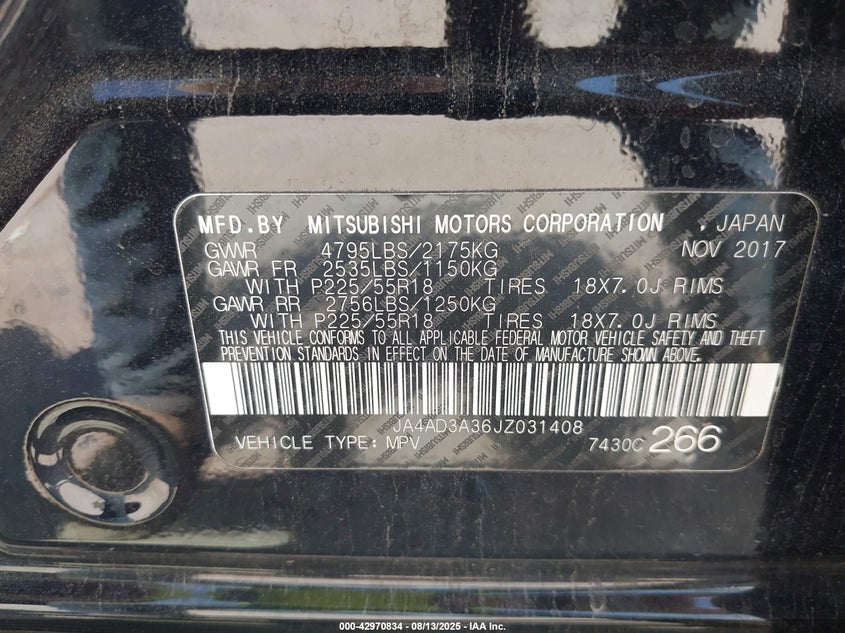 MFD.BY MITSUBISHI MOTORS CORPORATION , JAPAN
GVWR 4795LBS/2175KG NOV 2017
GAWR FR 2535LBS/1150KG
WITH P225/55R18 TIRES 18X7.0J RIMS
GAWR RR 2756LBS/1250KG
WITH P225/55R18 TIRES 18X7.0J RIMS
THIS VEHICLE CONFORMS TO ALL APPLICABLE FEDERAL MOTOR VEHICLE SAFETY AND THEFT
PREVENTION STANDARDS IN EFFECT ON THE DATE OF MANUFACTURE SHOWN ABOVE.
JA4AD3A36JZ031408
VEHICLE TYPE: MPV 7430C266
000-42970834 - 08/13/2025 - IAA Inc.